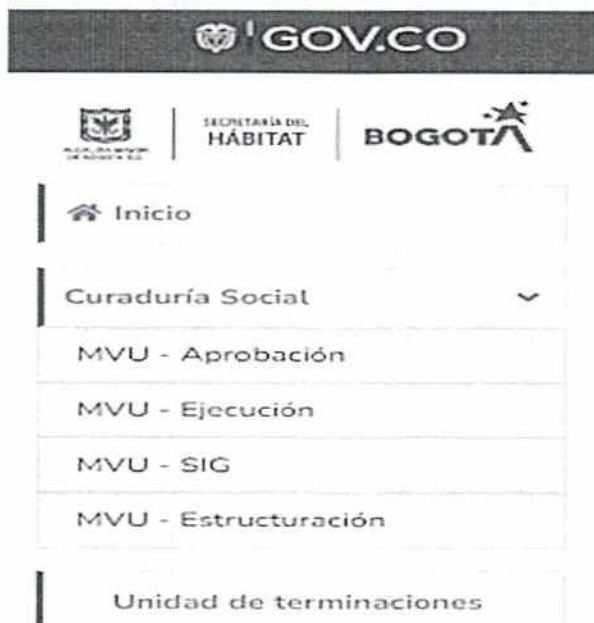 GOV.CO
SECRETARÍA DEL
HÁBITAT
BOGOTÁ
Inicio
Curaduría Social
MVU - Aprobación
MVU - Ejecución
MVU - SIG
MVU - Estructuración
Unidad de terminaciones